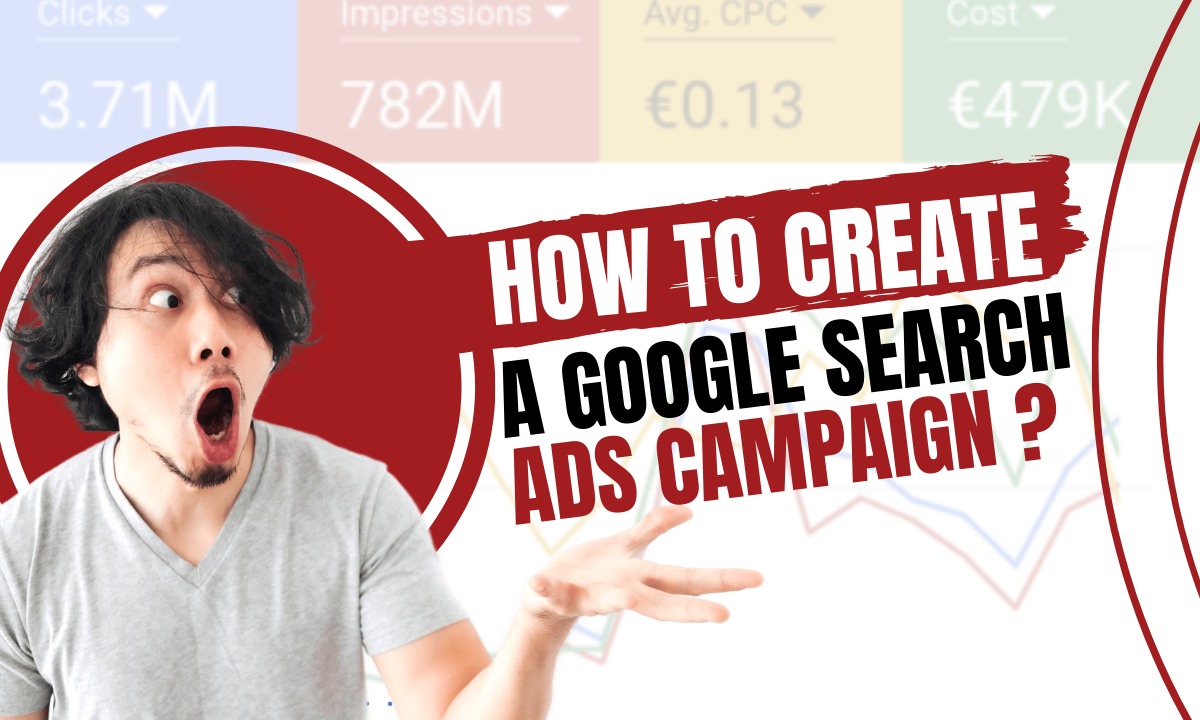 Clicks Impressions Avg. CPC Cost
3.71M 782M €0.13 €479K
HOW TO CREATE
A GOOGLE SEARCH
ADS CAMPAIGN ?